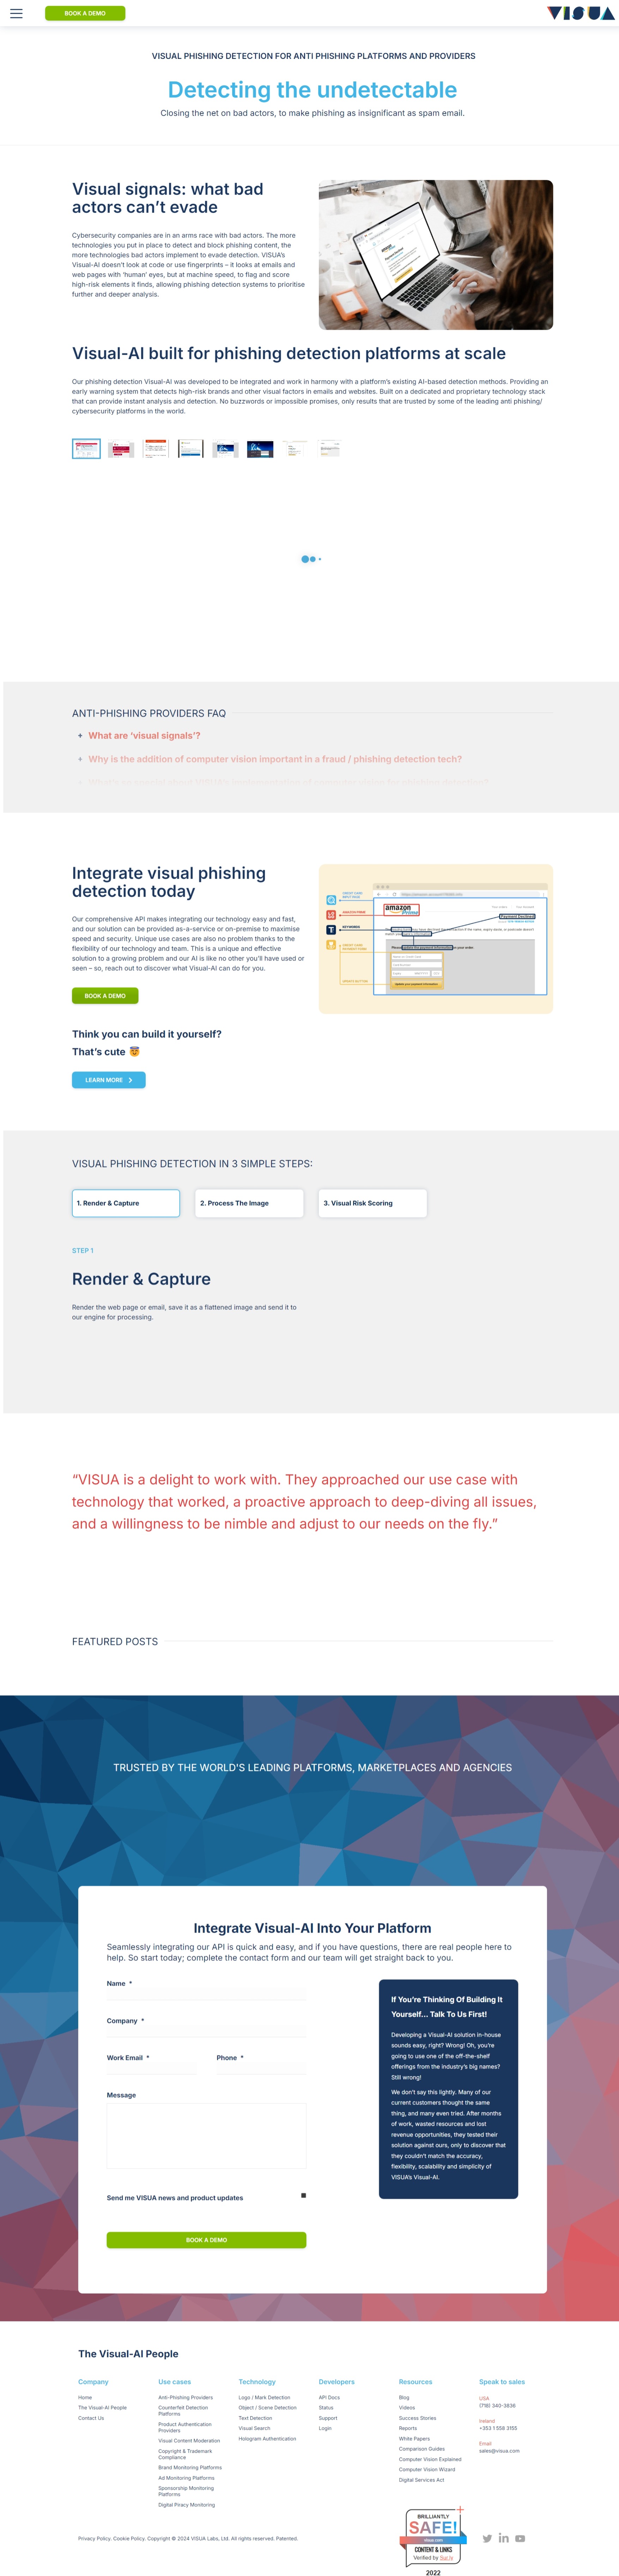 BOOK A DEMO
VISUA
VISUAL PHISHING DETECTION FOR ANTI PHISHING PLATFORMS AND PROVIDERS
Detecting the undetectable
Closing the net on bad actors, to make phishing as insignificant as spam email.
Visual signals: what bad
actors can’t evade
Cybersecurity companies are in an arms race with bad actors. The more
technologies you put in place to detect and block phishing content, the
more technologies bad actors implement to evade detection. VISUA’s
Visual-AI doesn’t look at code or use fingerprints – it looks at emails and
web pages with ‘human’ eyes, but at machine speed, to flag and score
high-risk elements it finds, allowing phishing detection systems to prioritise
further and deeper analysis.
Visual-AI built for phishing detection platforms at scale
Our phishing detection Visual-AI was developed to be integrated and work in harmony with a platform’s existing AI-based detection methods. Providing an
early warning system that detects high-risk brands and other visual factors in emails and websites. Built on a dedicated and proprietary technology stack
that can provide instant analysis and detection. No buzzwords or impossible promises, only results that are trusted by some of the leading anti phishing/
cybersecurity platforms in the world.
ANTI-PHISHING PROVIDERS FAQ
+ What are ‘visual signals’?
+ Why is the addition of computer vision important in a fraud / phishing detection tech?
Integrate visual phishing
detection today
Our comprehensive API makes integrating our technology easy and fast,
and our solution can be provided as-a-service or on-premise to maximise
speed and security. Unique use cases are also no problem thanks to the
flexibility of our technology and team. This is a unique and effective
solution to a growing problem and our AI is like no other you’ll have used or
seen – so, reach out to discover what Visual-AI can do for you.
amazon
Prime
AMAZON PRIME
KEYWORDS
BOOK A DEMO
Think you can build it yourself?
That’s cute 😇
LEARN MORE
VISUAL PHISHING DETECTION IN 3 SIMPLE STEPS:
1. Render & Capture
2. Process The Image
3. Visual Risk Scoring
STEP 1
Render & Capture
Render the web page or email, save it as a flattened image and send it to
our engine for processing.
“VISUA is a delight to work with. They approached our use case with
technology that worked, a proactive approach to deep-diving all issues,
and a willingness to be nimble and adjust to our needs on the fly.”
FEATURED POSTS
TRUSTED BY THE WORLD'S LEADING PLATFORMS, MARKETPLACES AND AGENCIES
Integrate Visual-AI Into Your Platform
Seamlessly integrating our API is quick and easy, and if you have questions, there are real people here to
help. So start today; complete the contact form and our team will get straight back to you.
Name *
Company *
Work Email *
Phone *
Message
Send me VISUA news and product updates
BOOK A DEMO
If You’re Thinking Of Building It
Yourself... Talk To Us First!
Developing a Visual-AI solution in-house
sounds easy, right? Wrong! Oh, you’re
going to use one of the off-the-shelf
offerings from the industry’s big names?
Still wrong!
We don’t say this lightly. Many of our
current customers thought the same
thing, and many even tried. After months
of work, wasted resources and lost
revenue opportunities, they tested their
solution against ours, only to discover that
they couldn’t match the accuracy,
flexibility, scalability and simplicity of
VISUA’s Visual-AI.
The Visual-AI People
Company
Home
The Visual-AI People
Contact Us
Use cases
Anti-Phishing Providers
Counterfeit Detection
Platforms
Product Authentication
Providers
Visual Content Moderation
Copyright & Trademark
Compliance
Brand Monitoring Platforms
Ad Monitoring Platforms
Sponsorship Monitoring
Platforms
Digital Piracy Monitoring
Technology
Logo / Mark Detection
Object / Scene Detection
Text Detection
Visual Search
Hologram Authentication
Developers
API Docs
Status
Support
Login
Resources
Blog
Videos
Success Stories
Reports
White Papers
Comparison Guides
Computer Vision Explained
Computer Vision Wizard
Digital Services Act
Speak to sales
USA
(718) 340-3836
Ireland
+353 1 558 3155
Email
sales@visua.com
Privacy Policy. Cookie Policy. Copyright © 2024 VISUA Labs, Ltd. All rights reserved. Patented.
BRILLIANTLY
SAFE!
visua.com
CONTENT & LINKS
Verified by Sur.ly
2022